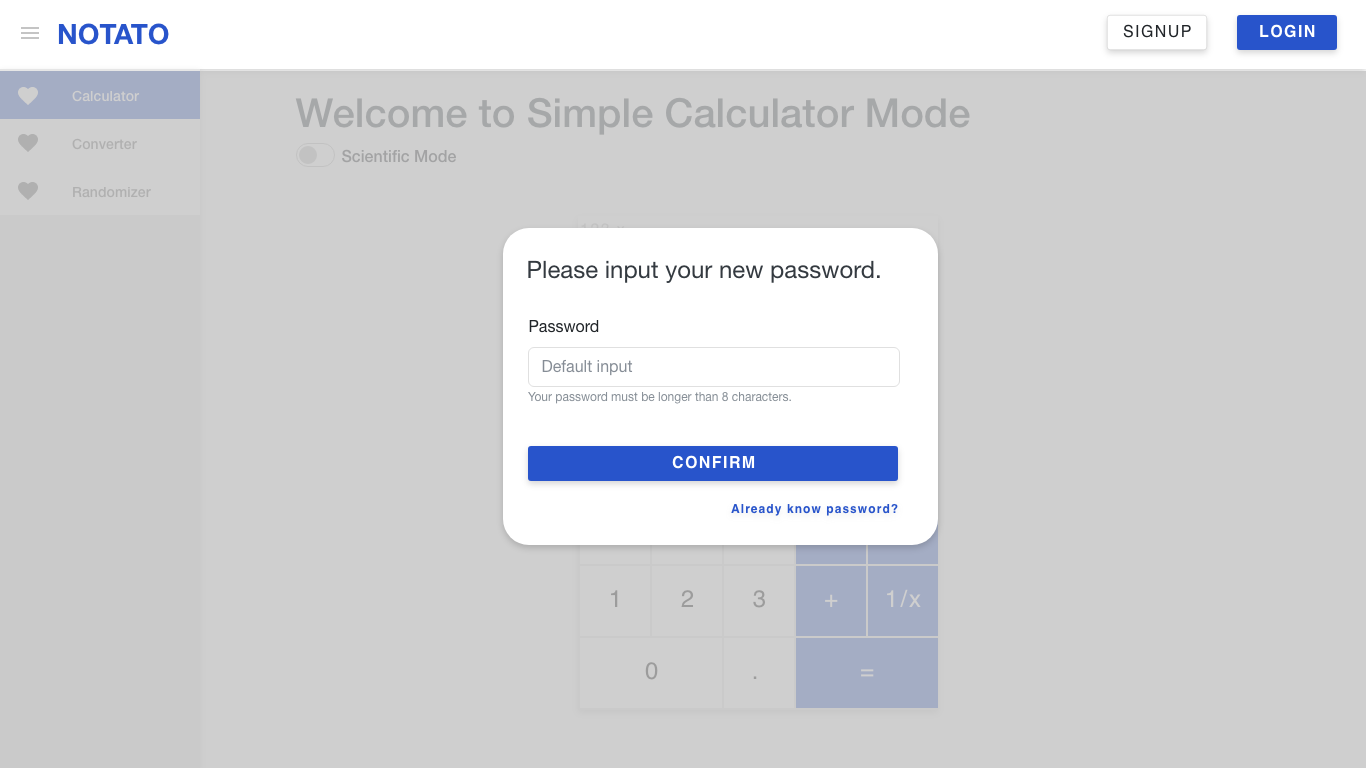 NOTATO
SIGNUP
LOGIN
Calculator
Converter
Randomizer
Welcome to Simple Calculator Mode
Scientific Mode
Please input your new password.
Password
Default input
Your password must be longer than 8 characters.
CONFIRM
Already know password?
1 2 3 + 1/x
0 . =